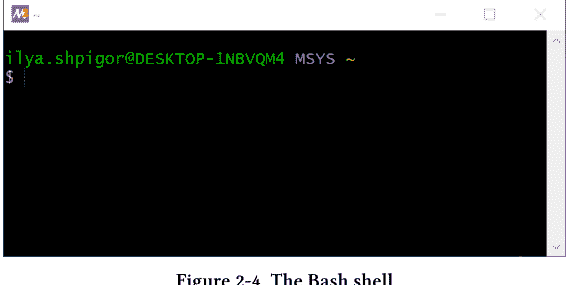 ~
ilya.shpigor@DESKTOP-1NBVQM4 MSYS ~
$
Figure 2-4. The Bash shell